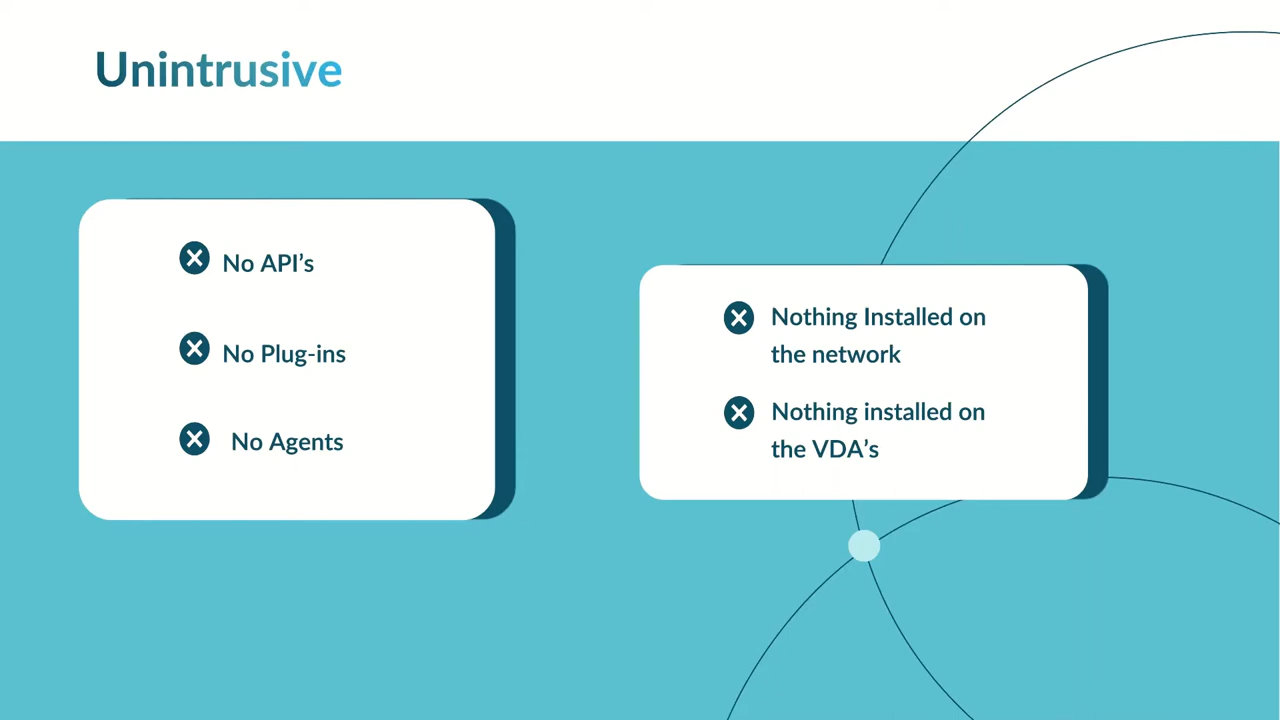 Unintrusive
No API’s
No Plug-ins
No Agents
Nothing Installed on
the network
Nothing installed on
the VDA’s